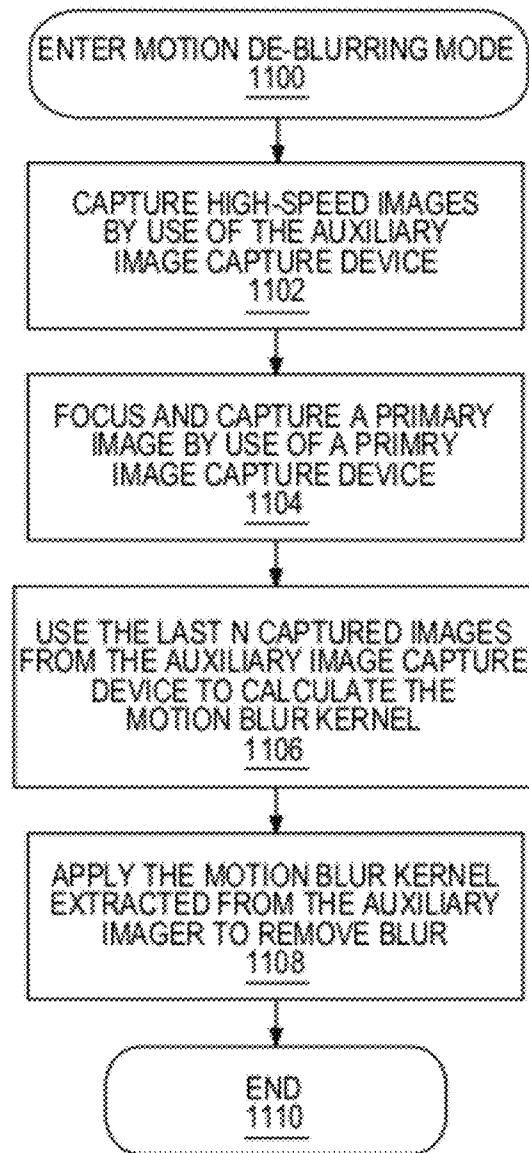 ENTER MOTION DE-BLURRING MODE
1100
CAPTURE HIGH-SPEED IMAGES
BY USE OF THE AUXILIARY
IMAGE CAPTURE DEVICE
1102
FOCUS AND CAPTURE A PRIMARY
IMAGE BY USE OF A PRIMRY
IMAGE CAPTURE DEVICE
1104
USE THE LAST N CAPTURED IMAGES
FROM THE AUXILIARY IMAGE CAPTURE
DEVICE TO CALCULATE THE
MOTION BLUR KERNEL
1106
APPLY THE MOTION BLUR KERNEL
EXTRACTED FROM THE AUXILIARY
IMAGER TO REMOVE BLUR
1108
END
1110